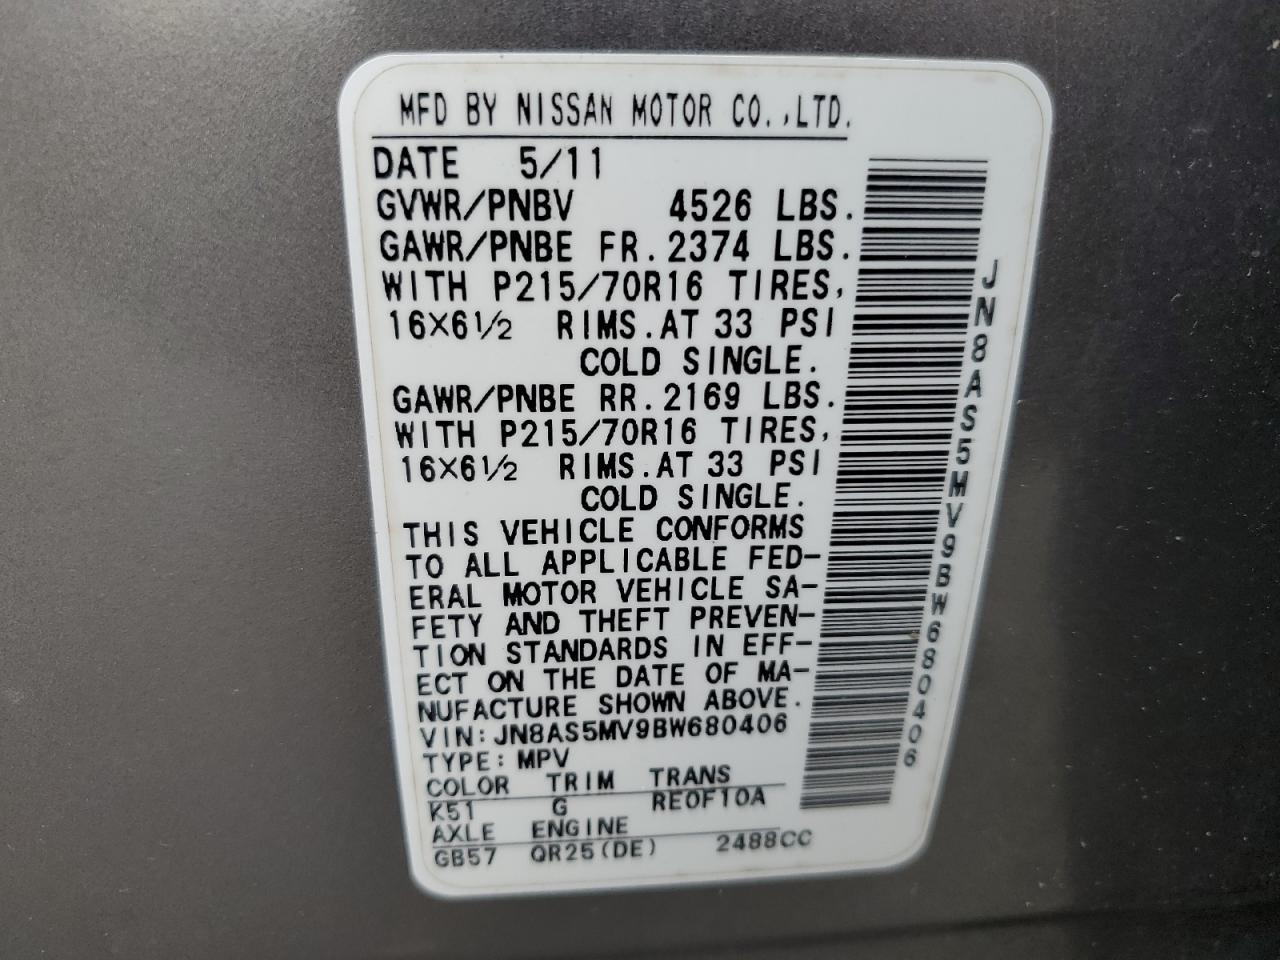 MFD BY NISSAN MOTOR CO.,LTD.
DATE 5/11
GVWR/PNBV 4526 LBS.
GAWR/PNBE FR. 2374 LBS.
WITH P215/70R16 TIRES,
16×6½ RIMS.AT 33 PSI
COLD SINGLE.
GAWR/PNBE RR. 2169 LBS.
WITH P215/70R16 TIRES,
16×6½ RIMS.AT 33 PSI
COLD SINGLE.
THIS VEHICLE CONFORMS
TO ALL APPLICABLE FED-
ERAL MOTOR VEHICLE SA-
FETY AND THEFT PREVEN-
TION STANDARDS IN EFF-
ECT ON THE DATE OF MA-
NUFACTURE SHOWN ABOVE.
VIN: JN8AS5MV9BW680406
TYPE: MPV
COLOR TRIM TRANS
K51 G RE0F10A
AXLE ENGINE
GB57 QR25(DE) 2488CC
JN8AS5MV9BW680406